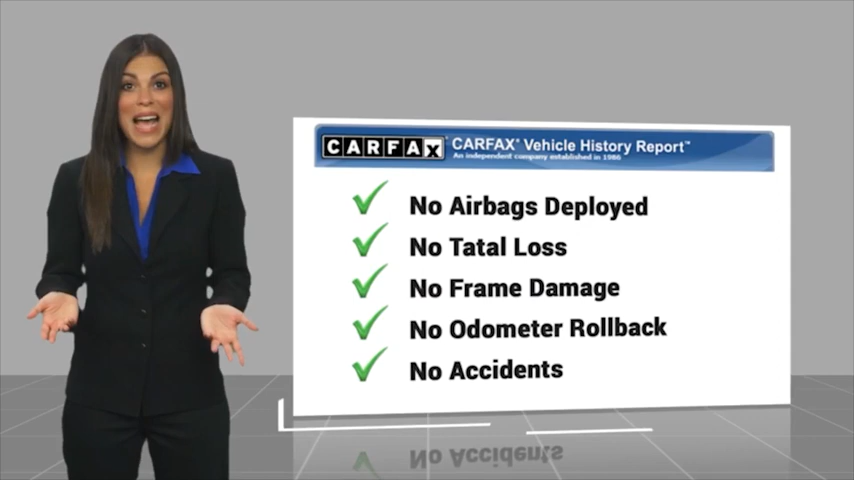 CARFAX CARFAX® Vehicle History Report™
An independent company established in 1986
No Airbags Deployed
No Tatal Loss
No Frame Damage
No Odometer Rollback
No Accidents
No Accidents